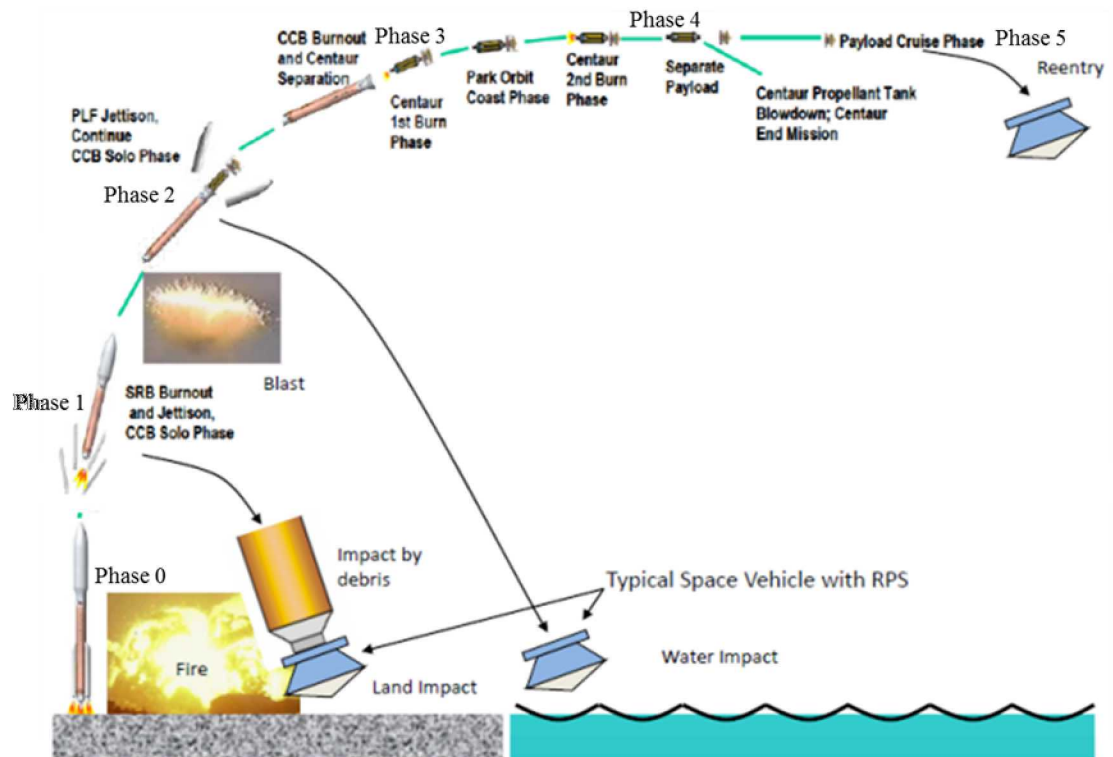 CCB Burnout
and Centaur
Separation
Phase 3
Centaur
1st Burn
Phase
Park Orbit
Coast Phase
Centaur
2nd Burn
Phase
Phase 4
Separate
Payload
Payload Cruise Phase
Phase 5
Reentry
Centaur Propellant Tank
Blowdown; Centaur
End Mission
PLF Jettison,
Continue
CCB Solo Phase
Phase 2
Blast
Phase 1
SRB Burnout
and Jettison,
CCB Solo Phase
Phase 0
Fire
Impact by
debris
Land Impact
Typical Space Vehicle with RPS
Water Impact